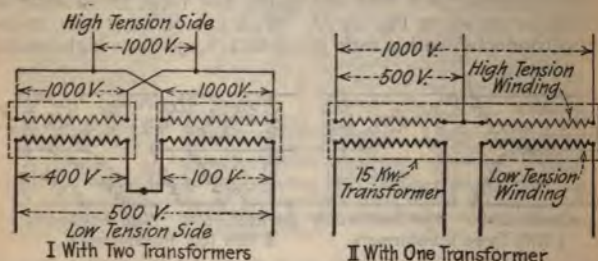 High Tension Side
1000 V.
1000 V.
1000 V.
400 V.
100 V.
500 V.
Low Tension Side
I With Two Transformers
1000 V.
500 V.
High Tension
Winding
15 Kw.
Transformer
Low Tension
Winding
II With One Transformer